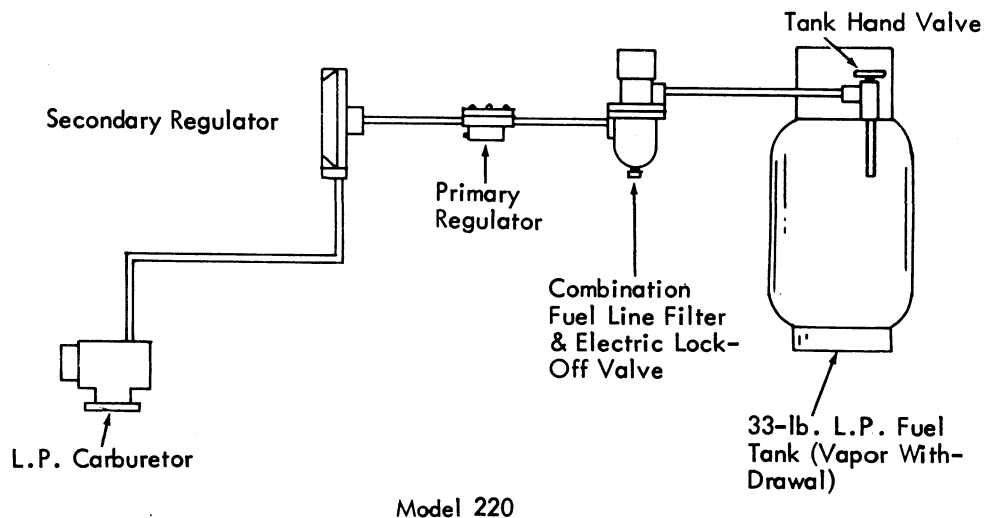 Tank Hand Valve
Secondary Regulator
Primary
Regulator
Combination
Fuel Line Filter
& Electric Lock-
Off Valve
33-lb. L.P. Fuel
Tank (Vapor With-
Drawal)
L.P. Carburetor
Model 220